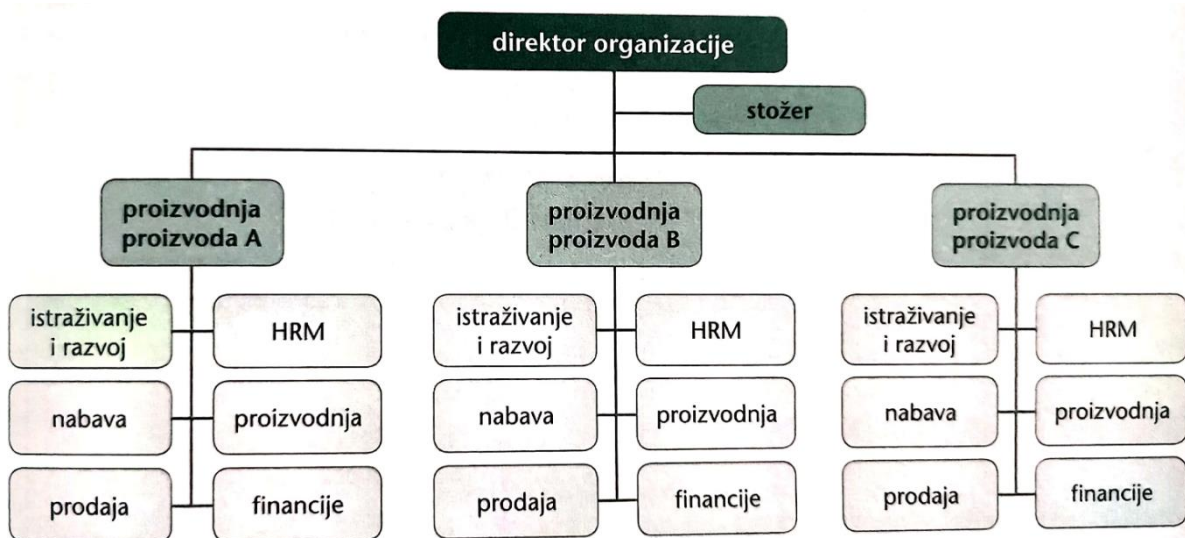 direktor organizacije
stožer
proizvodnja
proizvoda A
proizvodnja
proizvoda B
proizvodnja
proizvoda C
istraživanje
i razvoj
HRM
nabava
proizvodnja
prodaja
financije
istraživanje
i razvoj
HRM
nabava
proizvodnja
prodaja
financije
istraživanje
i razvoj
HRM
nabava
proizvodnja
prodaja
financije